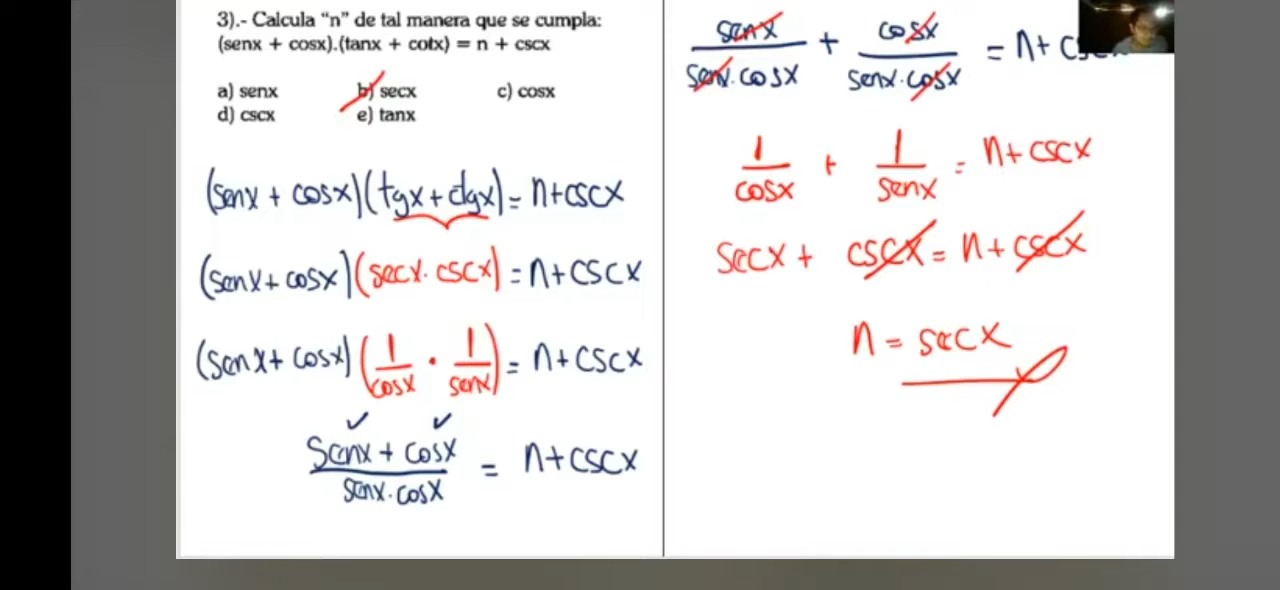 3).- Calcula "n" de tal manera que se cumpla:
(senx + cosx).(tanx + cotx) = n + cscx
a) senx b) secx c) cosx
d) cscx e) tanx
(senx + cosx)(tgx + ctgx) = n + cscx
(senx + cosx)(secx · cscx) = n + cscx
(senx + cosx)(1/cosx · 1/senx) = n + cscx
senx + cosx / senx · cosx = n + cscx
senx / senx · cosx + cosx / senx · cosx = n +
1/cosx + 1/senx = n + cscx
secx + cscx = n + cscx
n = secx